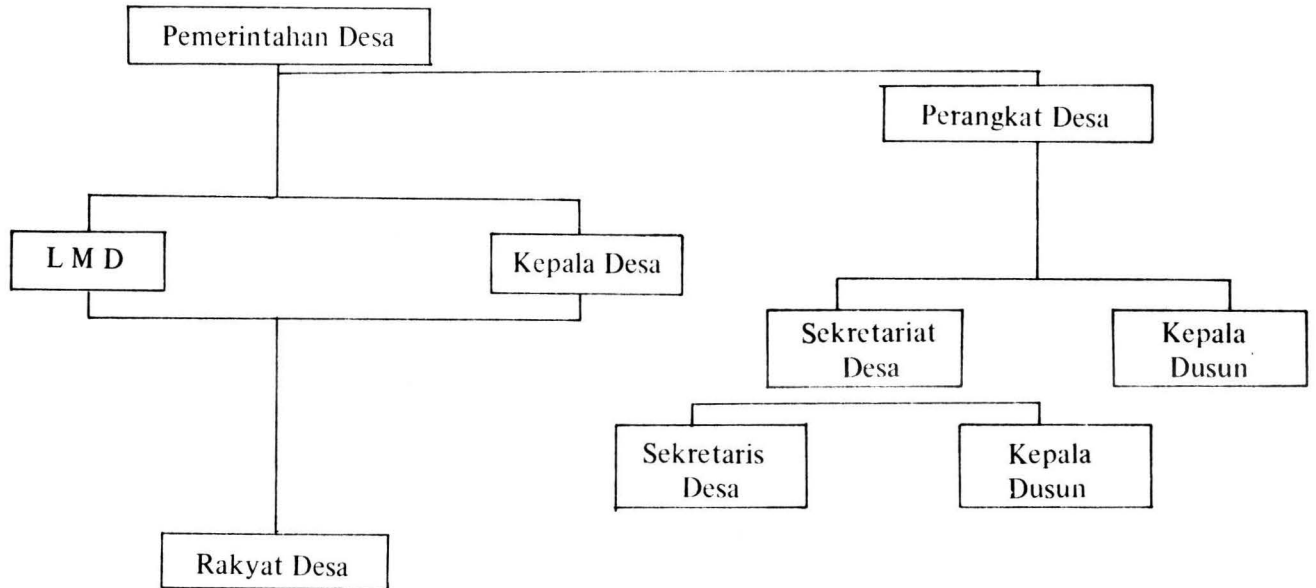 Pemerintahan Desa
Perangkat Desa
L M D
Kepala Desa
Sekretariat
Desa
Kepala
Dusun
Sekretaris
Desa
Kepala
Dusun
Rakyat Desa